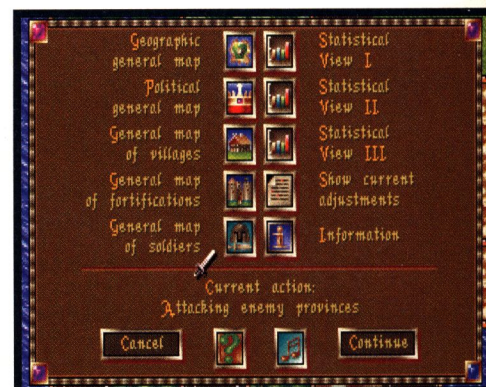 Geographic
general map
Statistical
View I
Political
general map
Statistical
View II
General map
of villages
Statistical
View III
General map
of fortifications
Show current
adjustments
General map
of soldiers
Information
Current action:
Attacking enemy provinces
Cancel
?
Continue